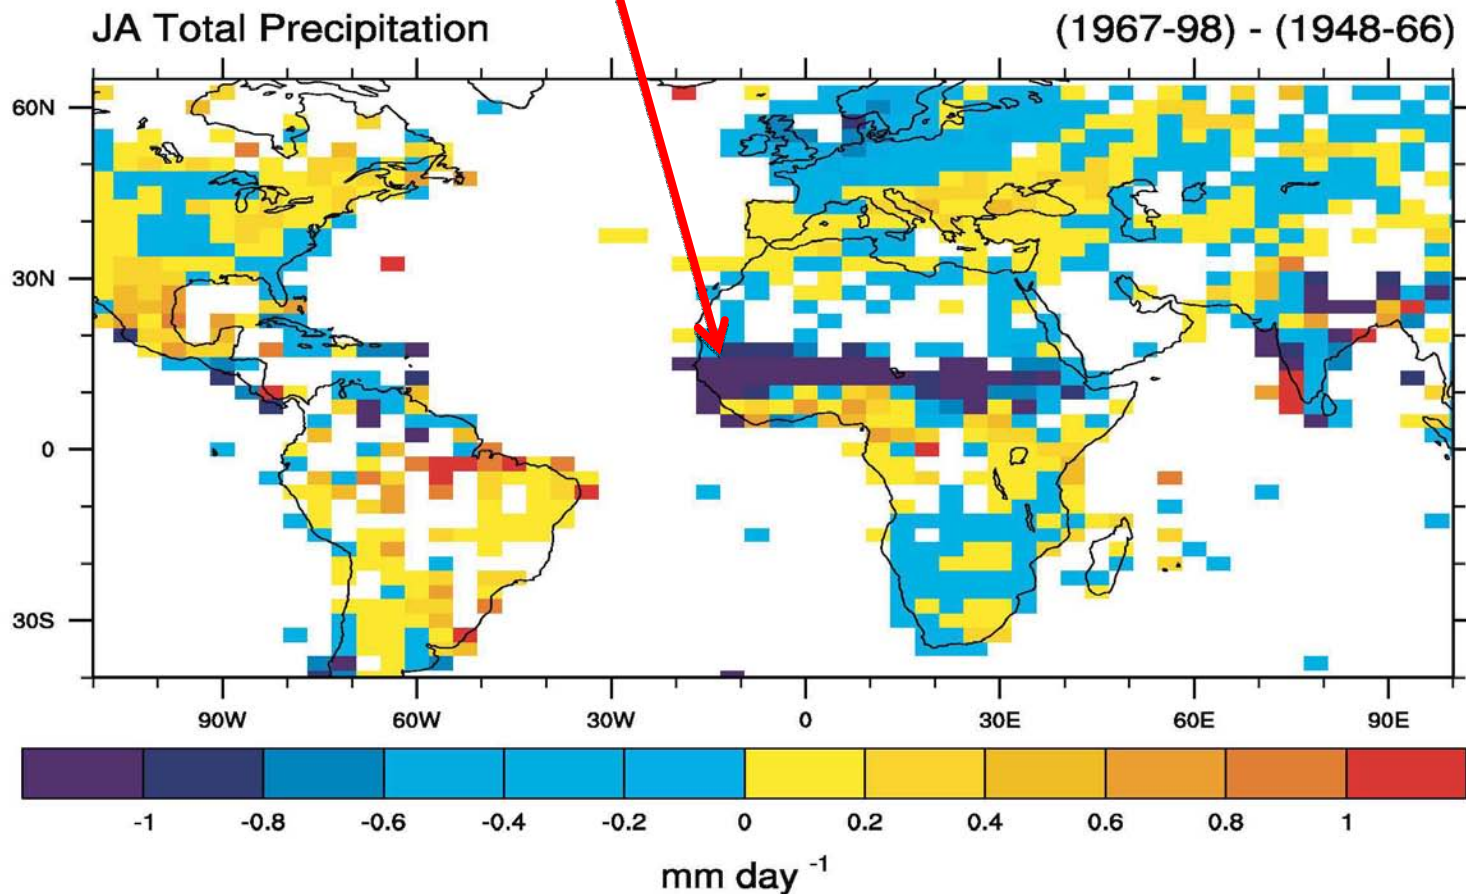 JA Total Precipitation
(1967-98) - (1948-66)
60N
30N
0
30S
90W 60W 30W 0 30E 60E 90E
-1 -0.8 -0.6 -0.4 -0.2 0 0.2 0.4 0.6 0.8 1
mm day -1